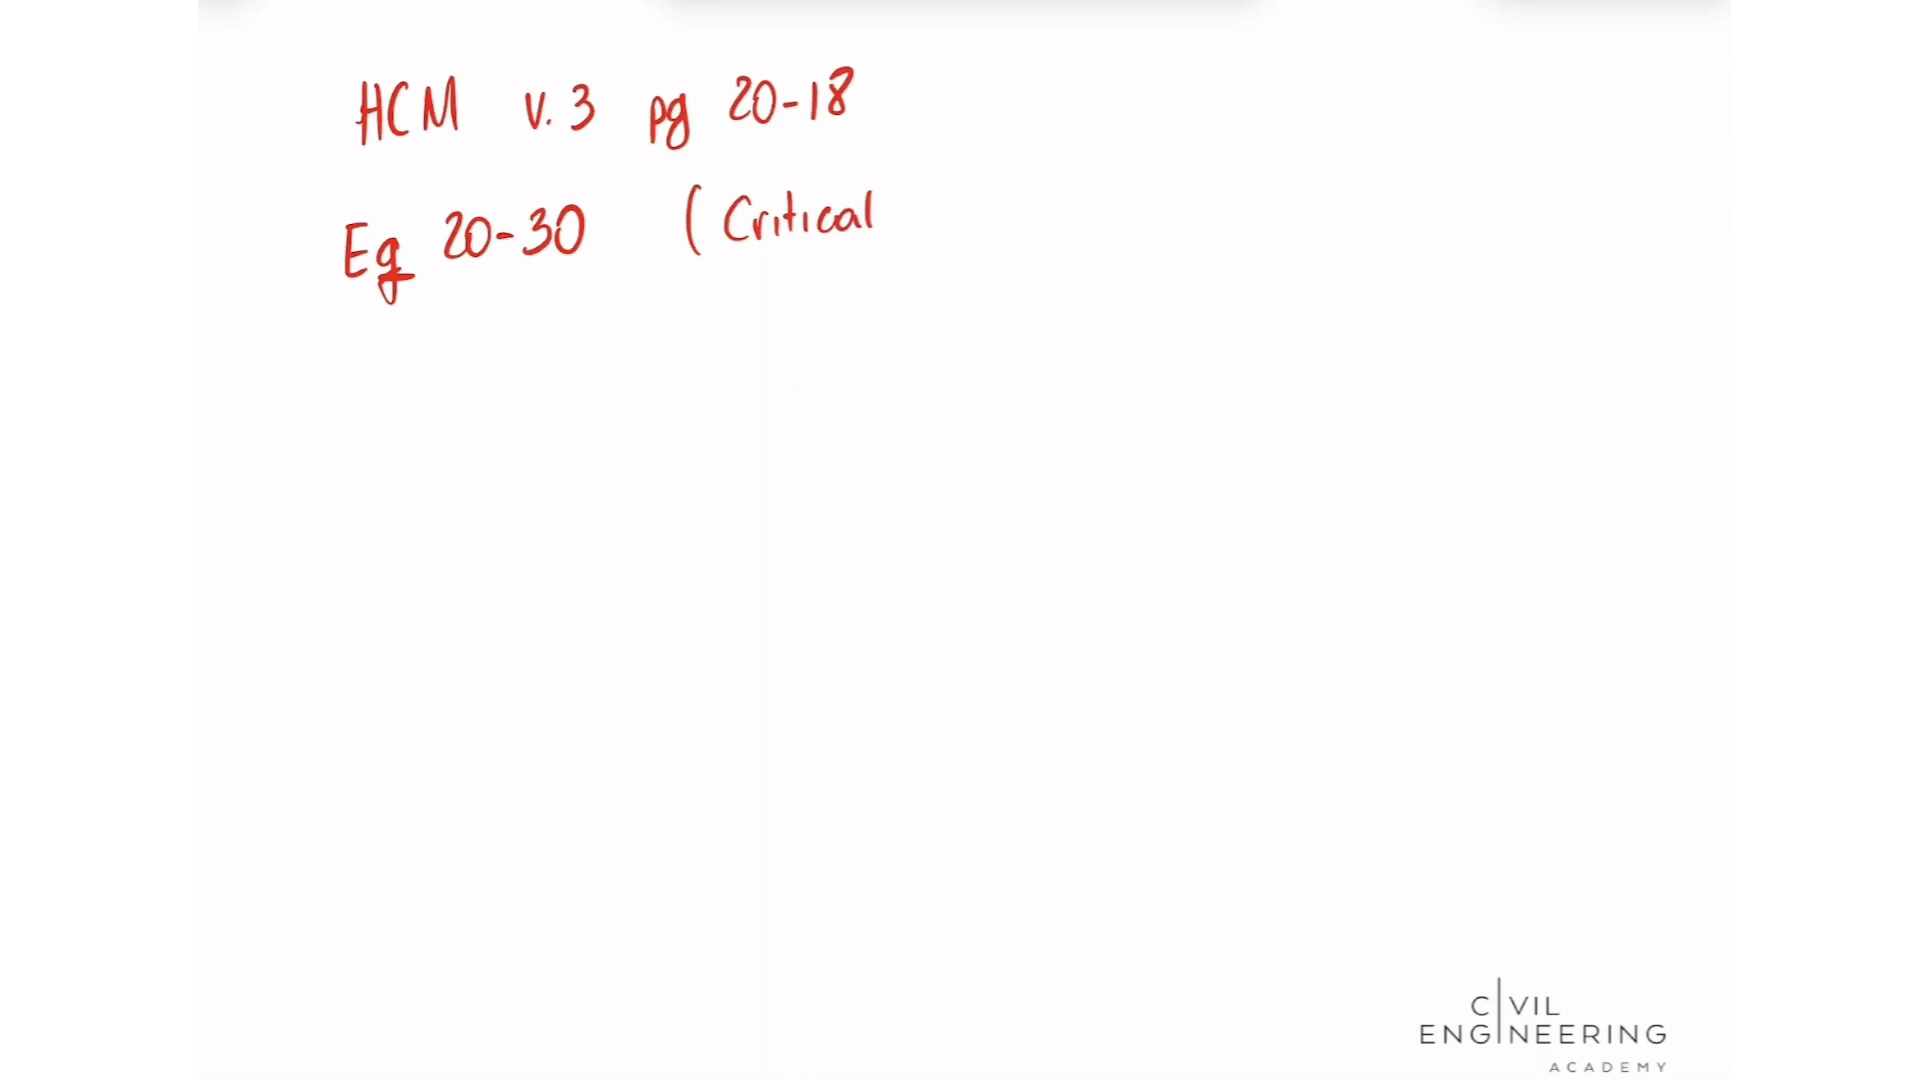 HCM v. 3 pg 20-18
Eq 20-30 (Critical
CIVIL
ENGINEERING
ACADEMY